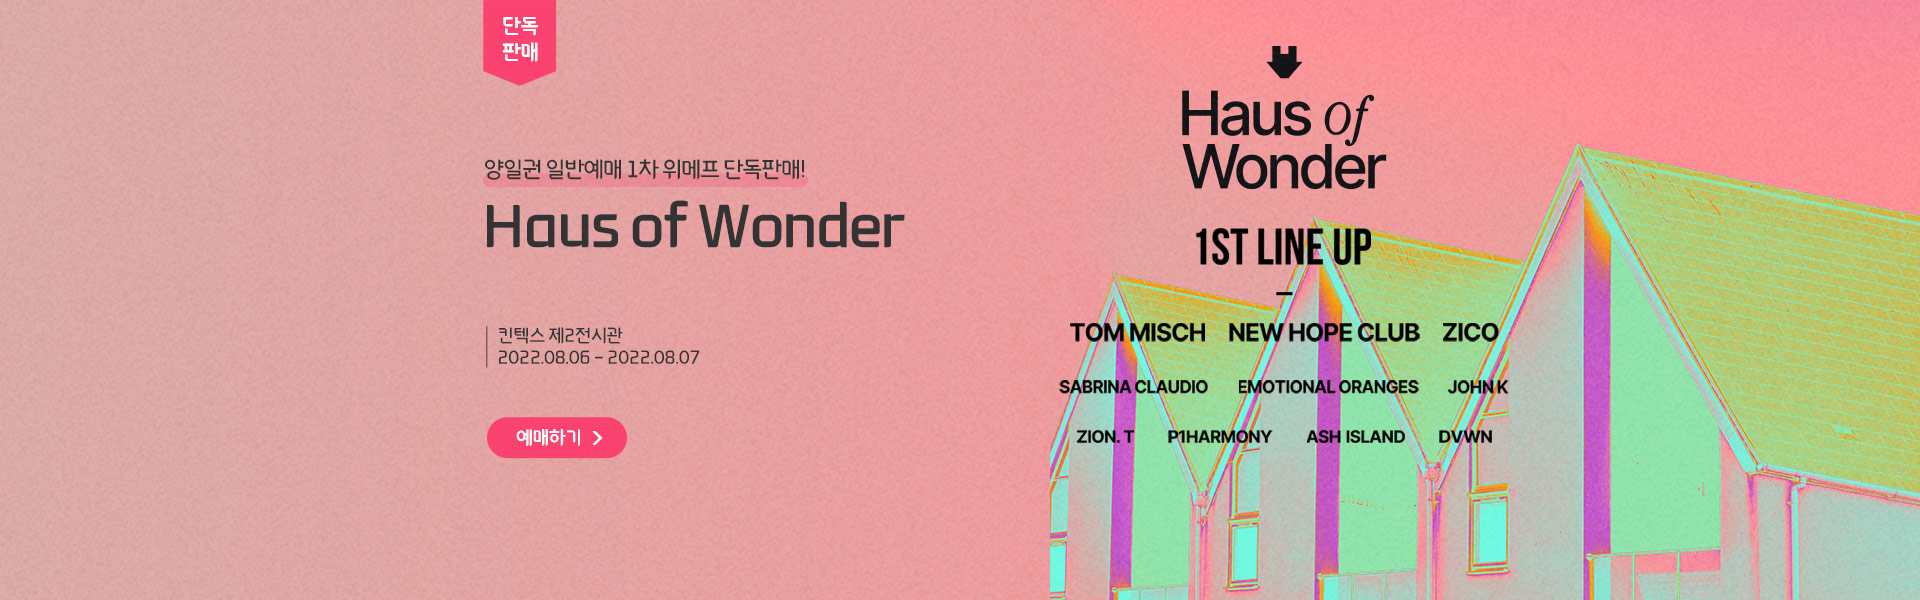 단독
판매
양일권 일반예매 1차 위메프 단독판매!
Haus of Wonder
킨텍스 제2전시관
2022.08.06 - 2022.08.07
예매하기
Haus of
Wonder
1ST LINE UP
TOM MISCH NEW HOPE CLUB ZICO
SABRINA CLAUDIO EMOTIONAL ORANGES JOHN K
ZION. T P1HARMONY ASH ISLAND DVWN